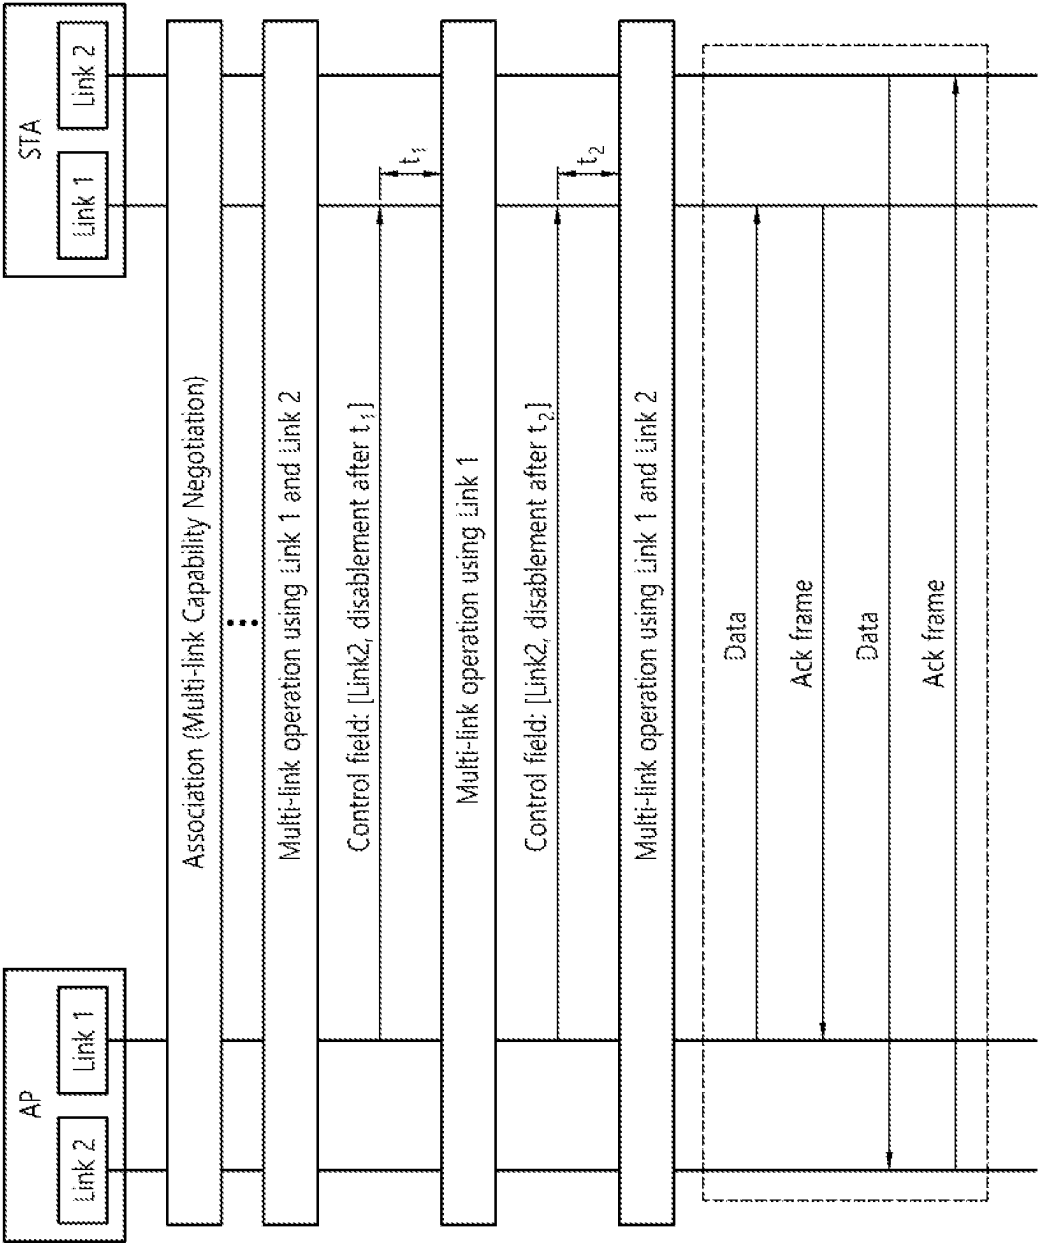 AP
STA
Link 2
Link 1
Link 1
Link 2
Association (Multi-link Capability Negotiation)
Multi-link operation using Link 1 and Link 2
Control field: [Link2, disablement after t1]
t1
Multi-link operation using Link 1
Control field: [Link2, disablement after t2]
t2
Multi-link operation using Link 1 and Link 2
Data
Ack frame
Data
Ack frame